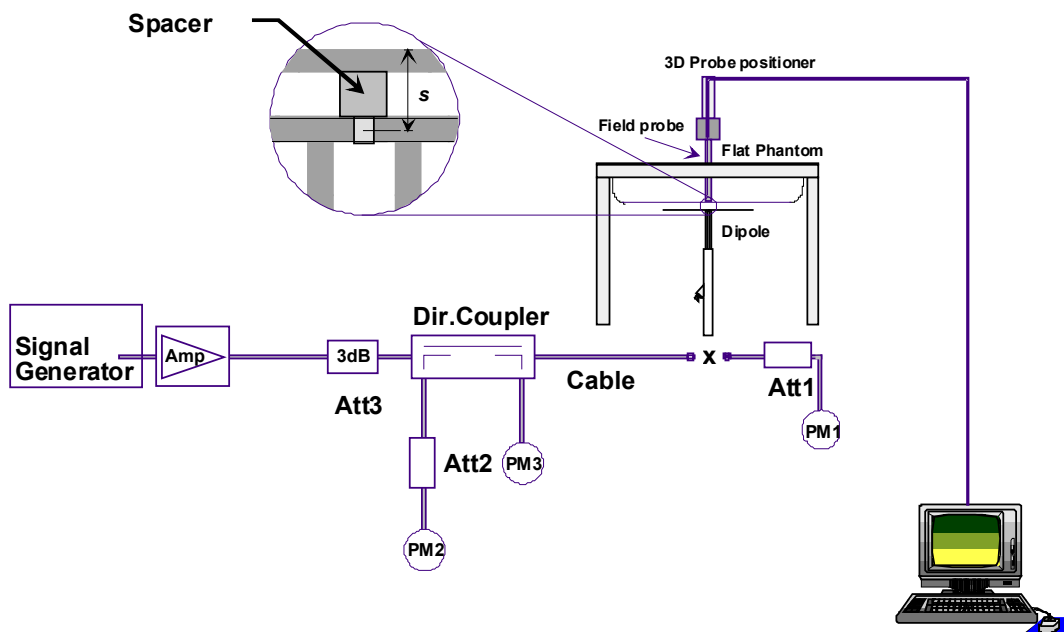 Spacer
s
3D Probe positioner
Field probe
Flat Phantom
Dipole
Signal
Generator
Amp
3dB
Att3
Dir.Coupler
Cable
x
Att1
PM1
Att2
PM3
PM2